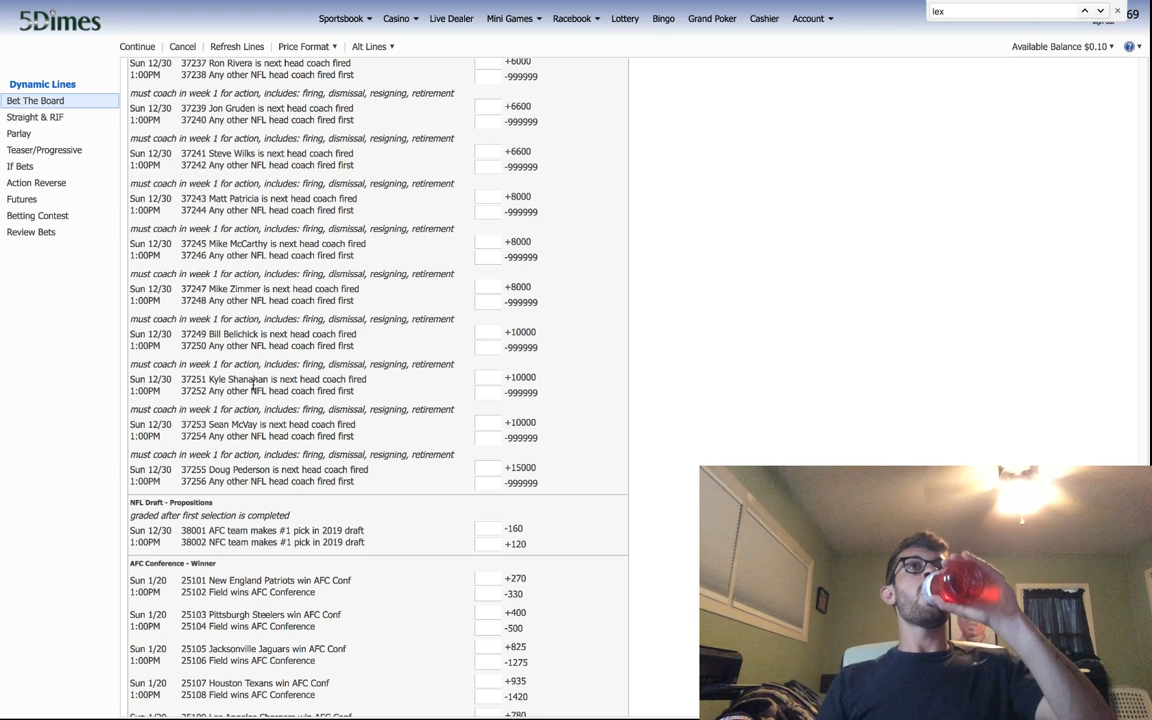 5Dimes
Sportsbook Casino Live Dealer Mini Games Racebook Lottery Bingo Grand Poker Cashier Account
lex
69
Continue Cancel Refresh Lines Price Format Alt Lines
Available Balance $0.10
Dynamic Lines
Bet The Board
Straight & RIF
Parlay
Teaser/Progressive
If Bets
Action Reverse
Futures
Betting Contest
Review Bets
Sun 12/30 37237 Ron Rivera is next head coach fired +6000
1:00PM 37238 Any other NFL head coach fired first -999999
must coach in week 1 for action, includes: firing, dismissal, resigning, retirement
Sun 12/30 37239 Jon Gruden is next head coach fired +6600
1:00PM 37240 Any other NFL head coach fired first -999999
must coach in week 1 for action, includes: firing, dismissal, resigning, retirement
Sun 12/30 37241 Steve Wilks is next head coach fired +6600
1:00PM 37242 Any other NFL head coach fired first -999999
must coach in week 1 for action, includes: firing, dismissal, resigning, retirement
Sun 12/30 37243 Matt Patricia is next head coach fired +8000
1:00PM 37244 Any other NFL head coach fired first -999999
must coach in week 1 for action, includes: firing, dismissal, resigning, retirement
Sun 12/30 37245 Mike McCarthy is next head coach fired +8000
1:00PM 37246 Any other NFL head coach fired first -999999
must coach in week 1 for action, includes: firing, dismissal, resigning, retirement
Sun 12/30 37247 Mike Zimmer is next head coach fired +8000
1:00PM 37248 Any other NFL head coach fired first -999999
must coach in week 1 for action, includes: firing, dismissal, resigning, retirement
Sun 12/30 37249 Bill Belichick is next head coach fired +10000
1:00PM 37250 Any other NFL head coach fired first -999999
must coach in week 1 for action, includes: firing, dismissal, resigning, retirement
Sun 12/30 37251 Kyle Shanahan is next head coach fired +10000
1:00PM 37252 Any other NFL head coach fired first -999999
must coach in week 1 for action, includes: firing, dismissal, resigning, retirement
Sun 12/30 37253 Sean McVay is next head coach fired +10000
1:00PM 37254 Any other NFL head coach fired first -999999
must coach in week 1 for action, includes: firing, dismissal, resigning, retirement
Sun 12/30 37255 Doug Pederson is next head coach fired +15000
1:00PM 37256 Any other NFL head coach fired first -999999
NFL Draft - Propositions
graded after first selection is completed
Sun 12/30 38001 AFC team makes #1 pick in 2019 draft -160
1:00PM 38002 NFC team makes #1 pick in 2019 draft +120
AFC Conference - Winner
Sun 1/20 25101 New England Patriots win AFC Conf +270
1:00PM 25102 Field wins AFC Conference -330
Sun 1/20 25103 Pittsburgh Steelers win AFC Conf +400
1:00PM 25104 Field wins AFC Conference -500
Sun 1/20 25105 Jacksonville Jaguars win AFC Conf +825
1:00PM 25106 Field wins AFC Conference -1275
Sun 1/20 25107 Houston Texans win AFC Conf +935
1:00PM 25108 Field wins AFC Conference -1420
Sun 1/20 25109 Los Angeles Chargers win AFC Conf +780